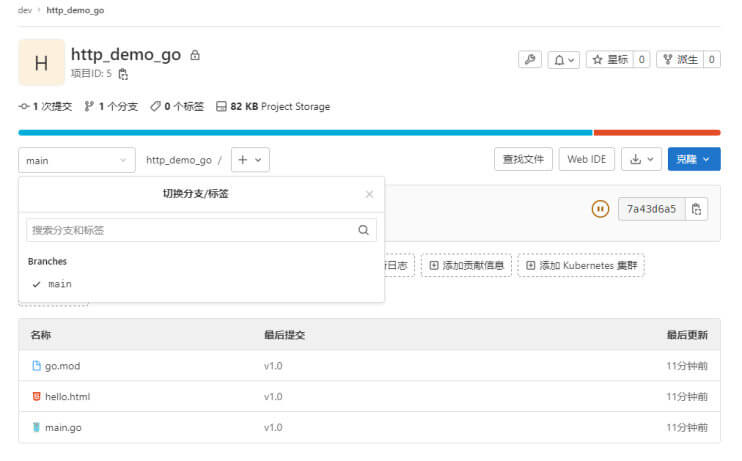 dev › http_demo_go
H
http_demo_go
项目ID: 5
星标 0
派生 0
1 次提交 1 个分支 0 个标签 82 KB Project Storage
main http_demo_go / 查找文件 Web IDE 克隆
切换分支/标签
搜索分支和标签
7a43d6a5
Branches
main
日志 添加贡献信息 添加 Kubernetes 集群
名称 最后提交 最后更新
go.mod v1.0 11分钟前
hello.html v1.0 11分钟前
main.go v1.0 11分钟前